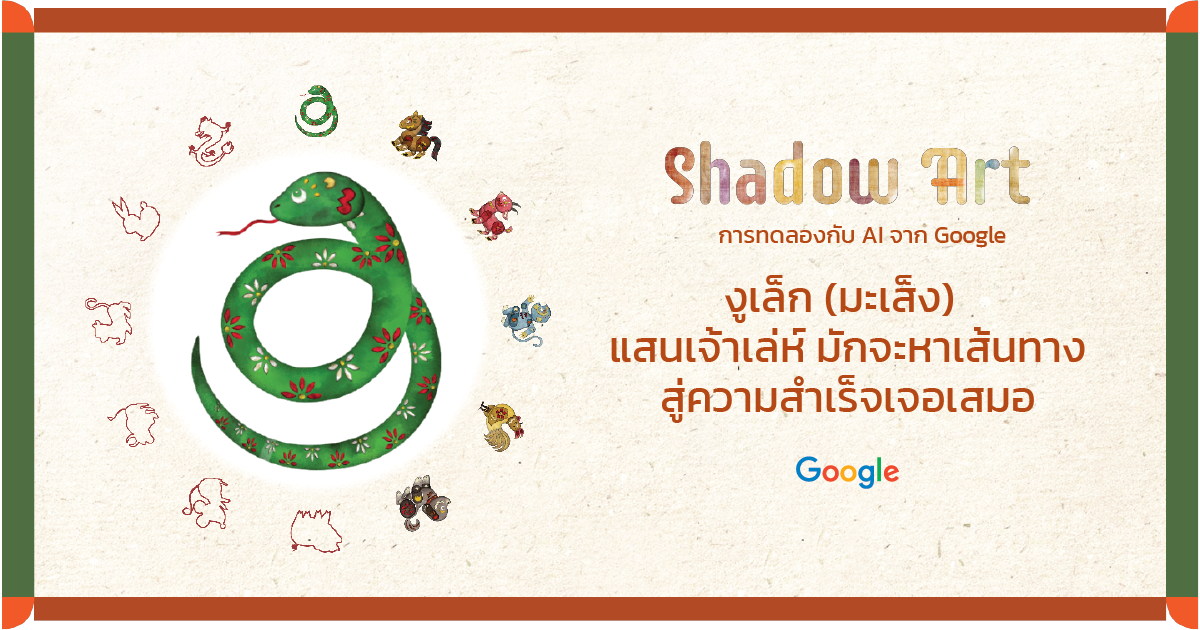 Shadow Art
การทดลองกับ AI จาก Google
งูเล็ก (มะเส็ง)
แสนเจ้าเล่ห์ มักจะหาเส้นทาง
สู่ความสำเร็จเจอเสมอ
Google